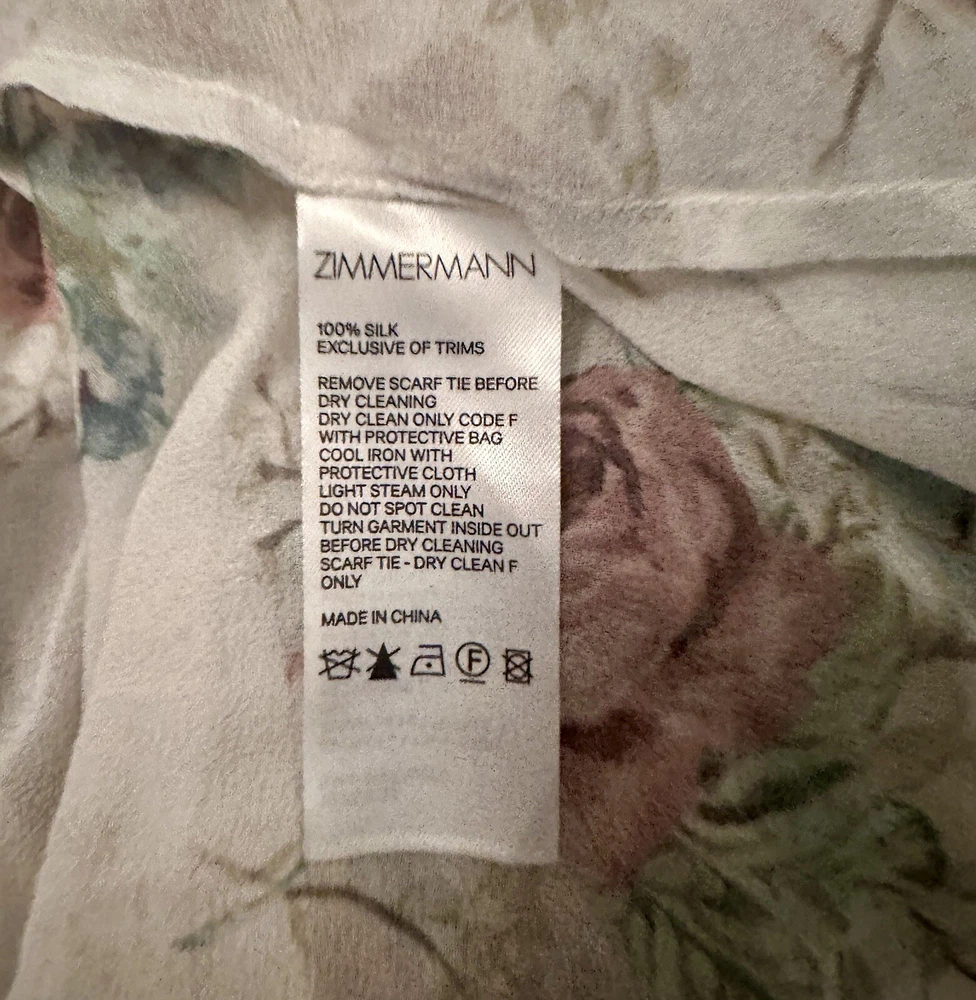 ZIMMERMANN
100% SILK
EXCLUSIVE OF TRIMS
REMOVE SCARF TIE BEFORE
DRY CLEANING
DRY CLEAN ONLY CODE F
WITH PROTECTIVE BAG
COOL IRON WITH
PROTECTIVE CLOTH
LIGHT STEAM ONLY
DO NOT SPOT CLEAN
TURN GARMENT INSIDE OUT
BEFORE DRY CLEANING
SCARF TIE - DRY CLEAN F
ONLY
MADE IN CHINA
F